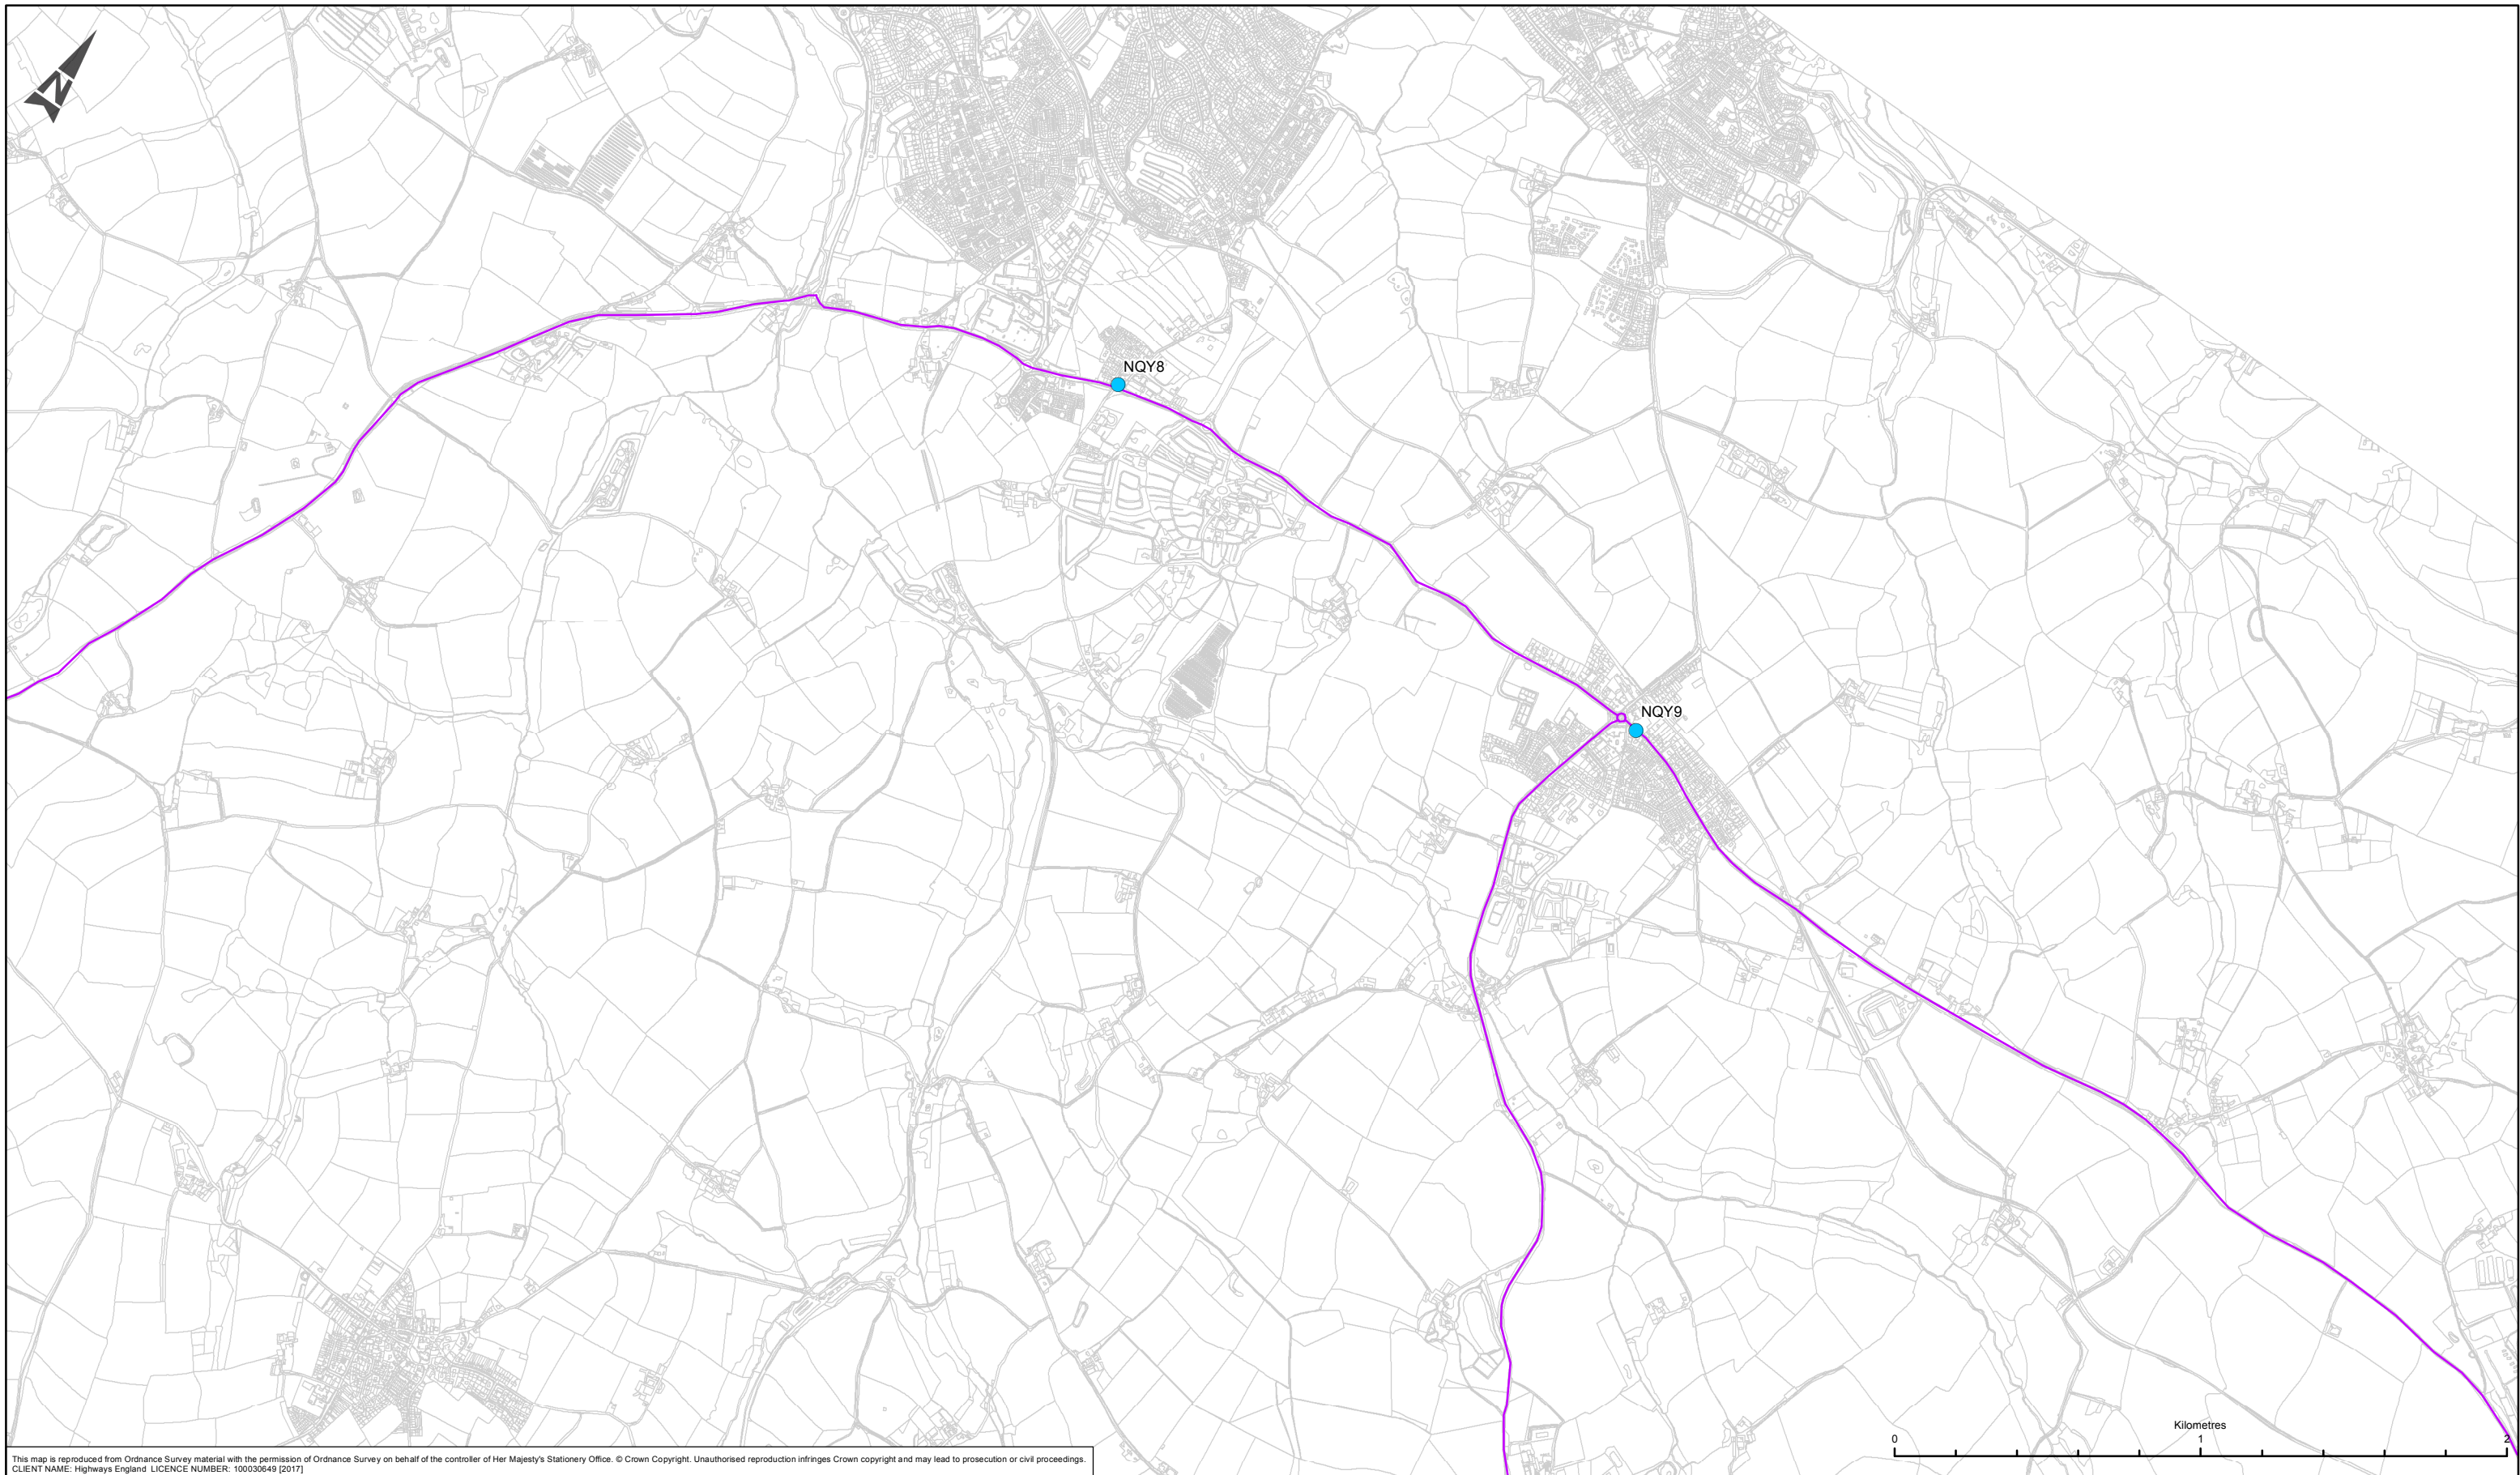 N
NQY8
NQY9
Kilometres
0 1 2
This map is reproduced from Ordnance Survey material with the permission of Ordnance Survey on behalf of the controller of Her Majesty's Stationery Office. © Crown Copyright. Unauthorised reproduction infringes Crown copyright and may lead to prosecution or civil proceedings.
CLIENT NAME: Highways England LICENCE NUMBER: 100030649 [2017]